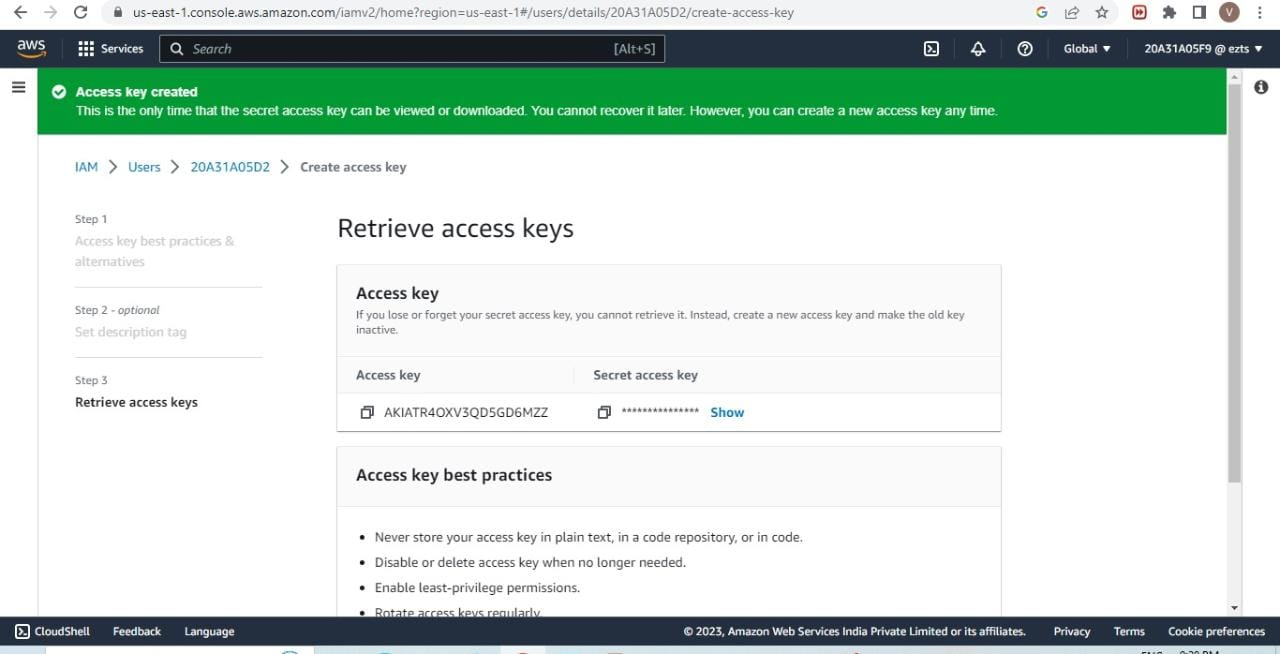 us-east-1.console.aws.amazon.com/iamv2/home?region=us-east-1#/users/details/20A31A05D2/create-access-key
V
aws Services Search [Alt+S] Global 20A31A05F9 @ ezts
Access key created
This is the only time that the secret access key can be viewed or downloaded. You cannot recover it later. However, you can create a new access key any time.
IAM > Users > 20A31A05D2 > Create access key
Step 1
Access key best practices &
alternatives
Step 2 - optional
Set description tag
Step 3
Retrieve access keys
Retrieve access keys
Access key
If you lose or forget your secret access key, you cannot retrieve it. Instead, create a new access key and make the old key
inactive.
Access key Secret access key
AKIATR4OXV3QD5GD6MZZ *************** Show
Access key best practices
• Never store your access key in plain text, in a code repository, or in code.
• Disable or delete access key when no longer needed.
• Enable least-privilege permissions.
• Rotate access keys regularly.
CloudShell Feedback Language © 2023, Amazon Web Services India Private Limited or its affiliates. Privacy Terms Cookie preferences